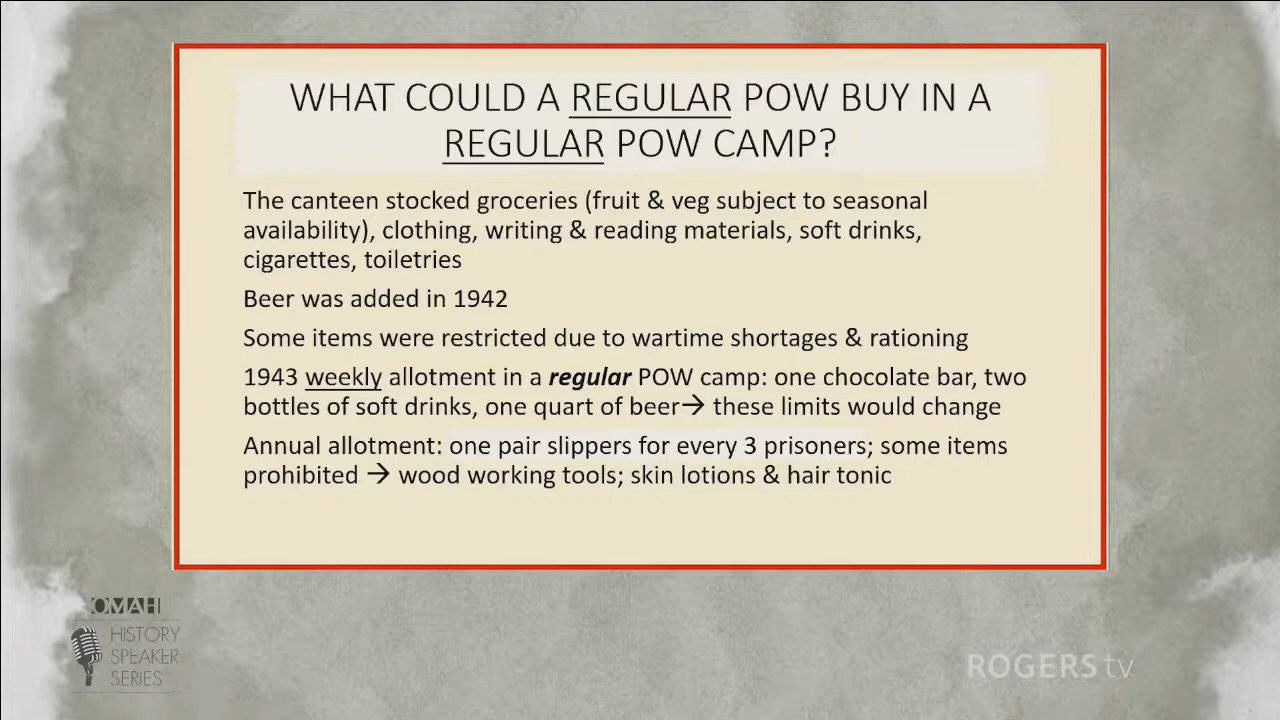 WHAT COULD A REGULAR POW BUY IN A
REGULAR POW CAMP?
The canteen stocked groceries (fruit & veg subject to seasonal
availability), clothing, writing & reading materials, soft drinks,
cigarettes, toiletries
Beer was added in 1942
Some items were restricted due to wartime shortages & rationing
1943 weekly allotment in a regular POW camp: one chocolate bar, two
bottles of soft drinks, one quart of beer→ these limits would change
Annual allotment: one pair slippers for every 3 prisoners; some items
prohibited → wood working tools; skin lotions & hair tonic
OMAH
HISTORY
SPEAKER
SERIES
ROGERS tv